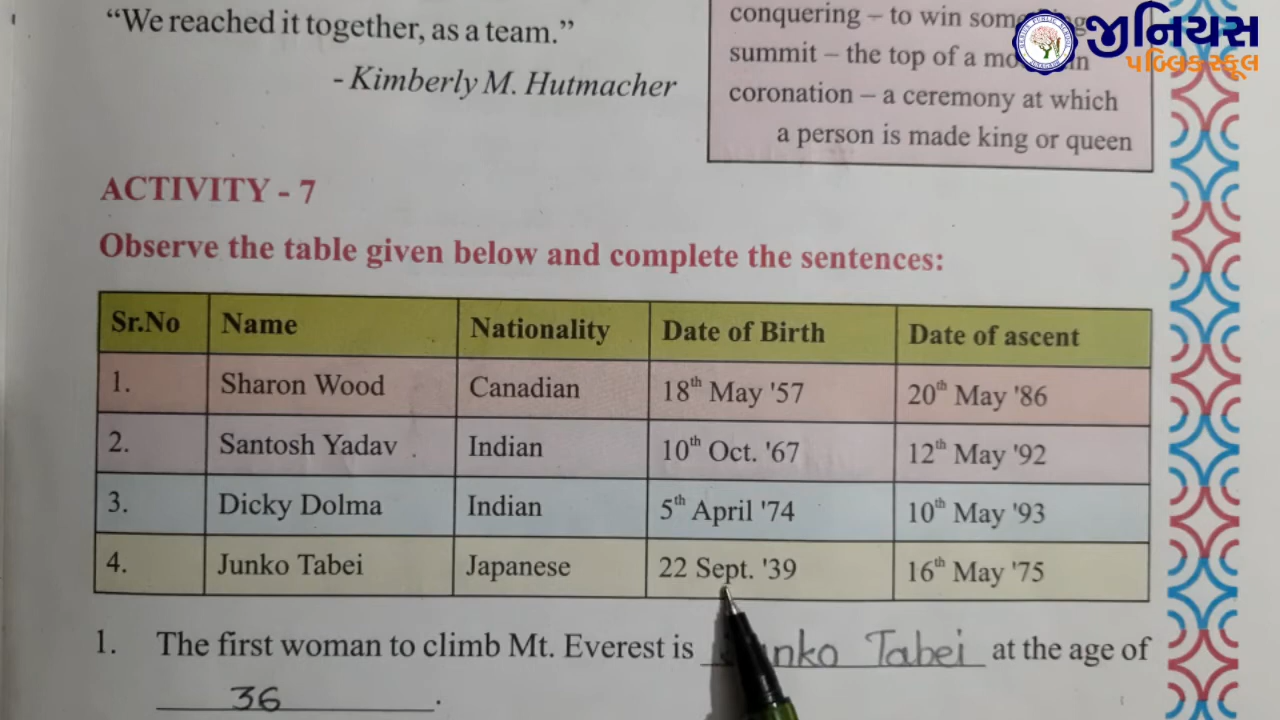 "We reached it together, as a team."
- Kimberly M. Hutmacher
conquering – to win
summit – the top of a
coronation – a ceremony at which
a person is made king or queen
જીનિયસ
પબ્લિક સ્કૂલ
ACTIVITY - 7
Observe the table given below and complete the sentences:
Sr.No Name Nationality Date of Birth Date of ascent
1. Sharon Wood Canadian 18th May '57 20th May '86
2. Santosh Yadav Indian 10th Oct. '67 12th May '92
3. Dicky Dolma Indian 5th April '74 10th May '93
4. Junko Tabei Japanese 22 Sept. '39 16th May '75
1. The first woman to climb Mt. Everest is Tabei at the age of
36.